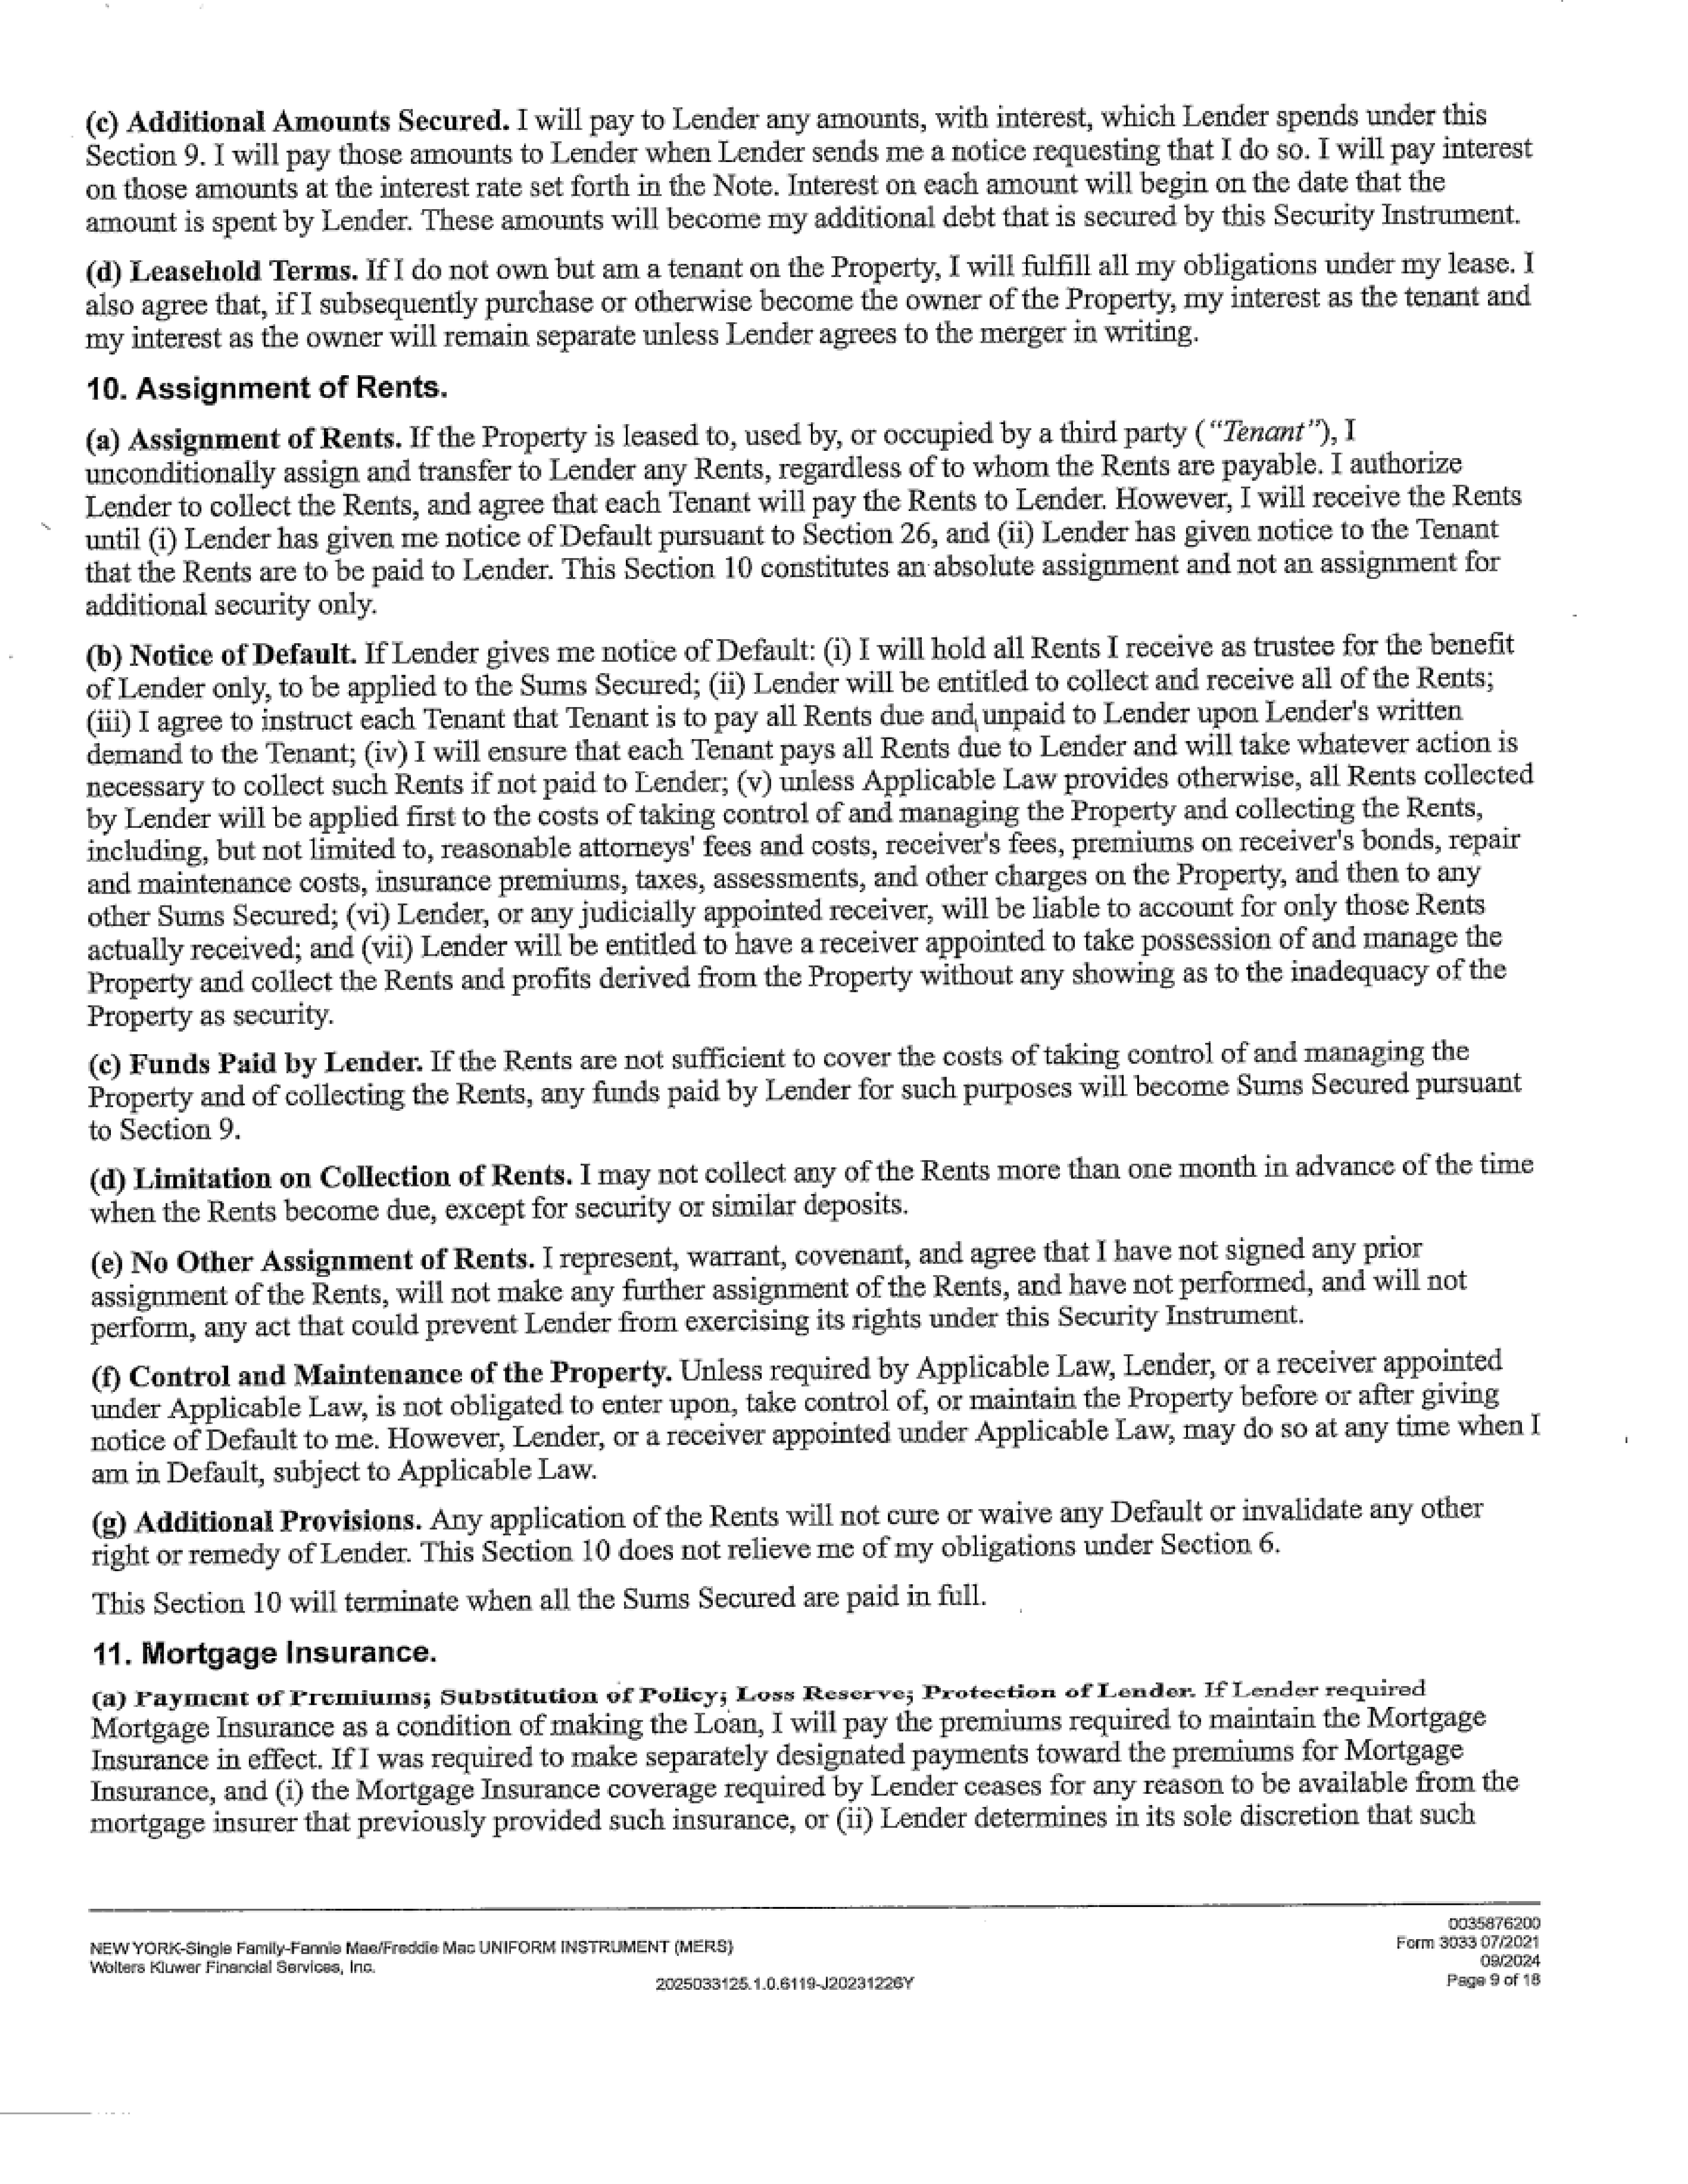 (c) Additional Amounts Secured. I will pay to Lender any amounts, with interest, which Lender spends under this
Section 9. I will pay those amounts to Lender when Lender sends me a notice requesting that I do so. I will pay interest
on those amounts at the interest rate set forth in the Note. Interest on each amount will begin on the date that the
amount is spent by Lender. These amounts will become my additional debt that is secured by this Security Instrument.
(d) Leasehold Terms. If I do not own but am a tenant on the Property, I will fulfill all my obligations under my lease. I
also agree that, if I subsequently purchase or otherwise become the owner of the Property, my interest as the tenant and
my interest as the owner will remain separate unless Lender agrees to the merger in writing.
10. Assignment of Rents.
(a) Assignment of Rents. If the Property is leased to, used by, or occupied by a third party ("Tenant"), I
unconditionally assign and transfer to Lender any Rents, regardless of to whom the Rents are payable. I authorize
Lender to collect the Rents, and agree that each Tenant will pay the Rents to Lender. However, I will receive the Rents
until (i) Lender has given me notice of Default pursuant to Section 26, and (ii) Lender has given notice to the Tenant
that the Rents are to be paid to Lender. This Section 10 constitutes an absolute assignment and not an assignment for
additional security only.
(b) Notice of Default. If Lender gives me notice of Default: (i) I will hold all Rents I receive as trustee for the benefit
of Lender only, to be applied to the Sums Secured; (ii) Lender will be entitled to collect and receive all of the Rents;
(iii) I agree to instruct each Tenant that Tenant is to pay all Rents due and unpaid to Lender upon Lender's written
demand to the Tenant; (iv) I will ensure that each Tenant pays all Rents due to Lender and will take whatever action is
necessary to collect such Rents if not paid to Lender; (v) unless Applicable Law provides otherwise, all Rents collected
by Lender will be applied first to the costs of taking control of and managing the Property and collecting the Rents,
including, but not limited to, reasonable attorneys' fees and costs, receiver's fees, premiums on receiver's bonds, repair
and maintenance costs, insurance premiums, taxes, assessments, and other charges on the Property, and then to any
other Sums Secured; (vi) Lender, or any judicially appointed receiver, will be liable to account for only those Rents
actually received; and (vii) Lender will be entitled to have a receiver appointed to take possession of and manage the
Property and collect the Rents and profits derived from the Property without any showing as to the inadequacy of the
Property as security.
(c) Funds Paid by Lender. If the Rents are not sufficient to cover the costs of taking control of and managing the
Property and of collecting the Rents, any funds paid by Lender for such purposes will become Sums Secured pursuant
to Section 9.
(d) Limitation on Collection of Rents. I may not collect any of the Rents more than one month in advance of the time
when the Rents become due, except for security or similar deposits.
(e) No Other Assignment of Rents. I represent, warrant, covenant, and agree that I have not signed any prior
assignment of the Rents, will not make any further assignment of the Rents, and have not performed, and will not
perform, any act that could prevent Lender from exercising its rights under this Security Instrument.
(f) Control and Maintenance of the Property. Unless required by Applicable Law, Lender, or a receiver appointed
under Applicable Law, is not obligated to enter upon, take control of, or maintain the Property before or after giving
notice of Default to me. However, Lender, or a receiver appointed under Applicable Law, may do so at any time when I
am in Default, subject to Applicable Law.
(g) Additional Provisions. Any application of the Rents will not cure or waive any Default or invalidate any other
right or remedy of Lender. This Section 10 does not relieve me of my obligations under Section 6.
This Section 10 will terminate when all the Sums Secured are paid in full.
11. Mortgage Insurance.
(a) Payment of Premiums; Substitution of Policy; Loss Reserve; Protection of Lender. If Lender required
Mortgage Insurance as a condition of making the Loan, I will pay the premiums required to maintain the Mortgage
Insurance in effect. If I was required to make separately designated payments toward the premiums for Mortgage
Insurance, and (i) the Mortgage Insurance coverage required by Lender ceases for any reason to be available from the
mortgage insurer that previously provided such insurance, or (ii) Lender determines in its sole discretion that such
0035876200
NEW YORK-Single Family-Fannie Mae/Freddie Mac UNIFORM INSTRUMENT (MERS)
Form 3033 07/2021
Wolters Kluwer Financial Services, Inc.
09/2024
2025033125.1.0.6119-J20231226Y
Page 9 of 18